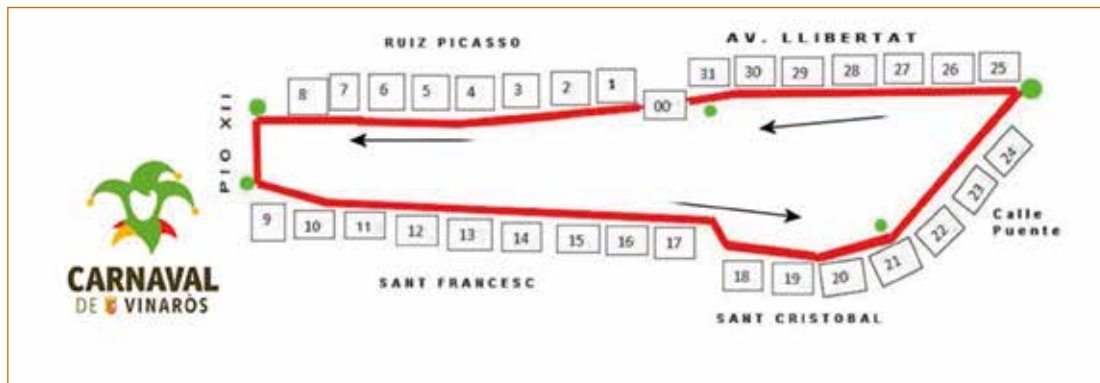 RUIZ PICASSO
AV. LLIBERTAT
8 7 6 5 4 3 2 1 00 31 30 29 28 27 26 25
PIO XII
24
23
22
21
Calle
Puente
9 10 11 12 13 14 15 16 17
18 19 20
SANT FRANCESC
SANT CRISTOBAL
CARNAVAL
DE VINARÒS